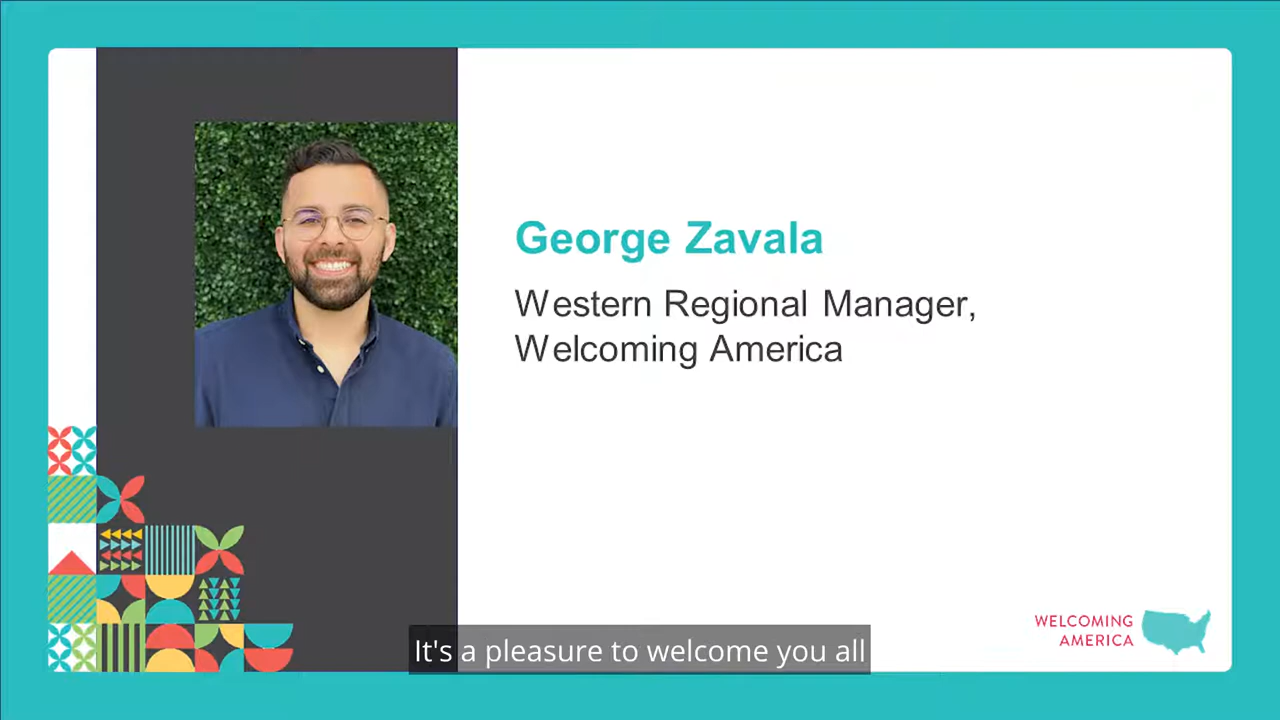 George Zavala
Western Regional Manager,
Welcoming America
WELCOMING
AMERICA
It's a pleasure to welcome you all